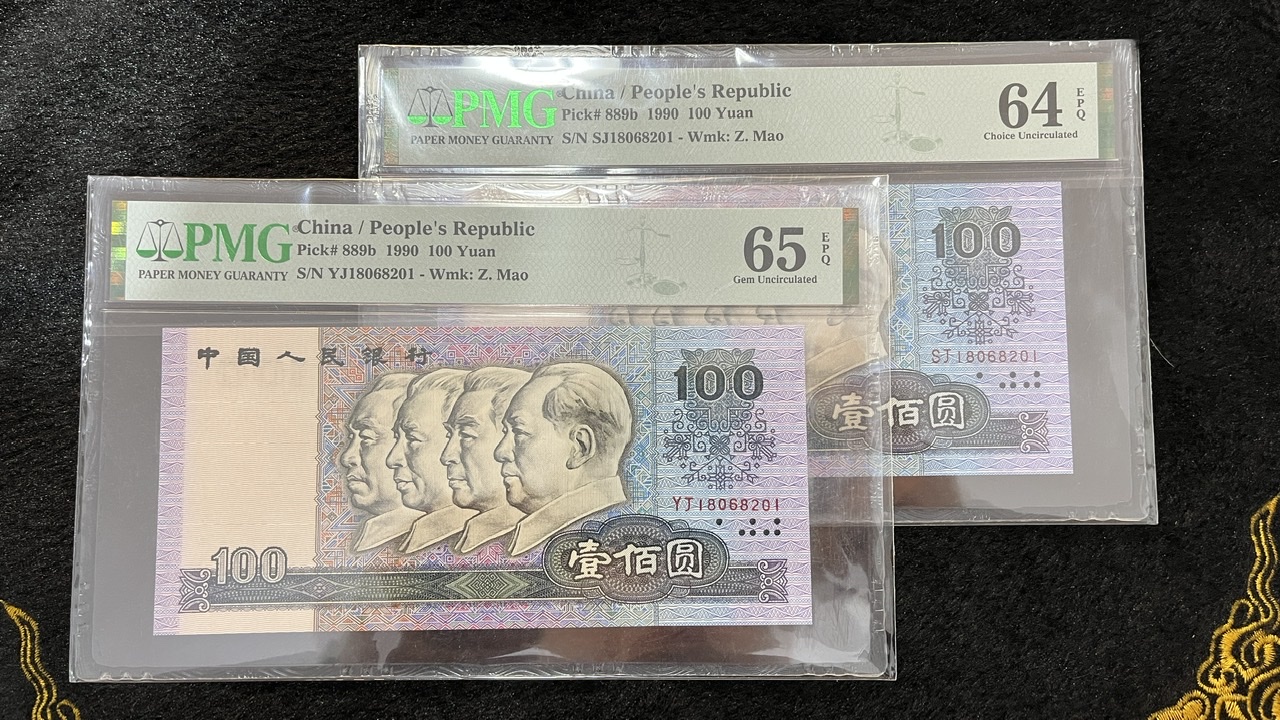 PMG
PAPER MONEY GUARANTY
China / People's Republic
Pick# 889b 1990 100 Yuan
S/N SJ18068201 - Wmk: Z. Mao
64
EPQ
Choice Uncirculated
100
SJ18068201
壹佰圆
PMG
PAPER MONEY GUARANTY
China / People's Republic
Pick# 889b 1990 100 Yuan
S/N YJ18068201 - Wmk: Z. Mao
65
EPQ
Gem Uncirculated
中国人民银行
100
YJ18068201
100
壹佰圆